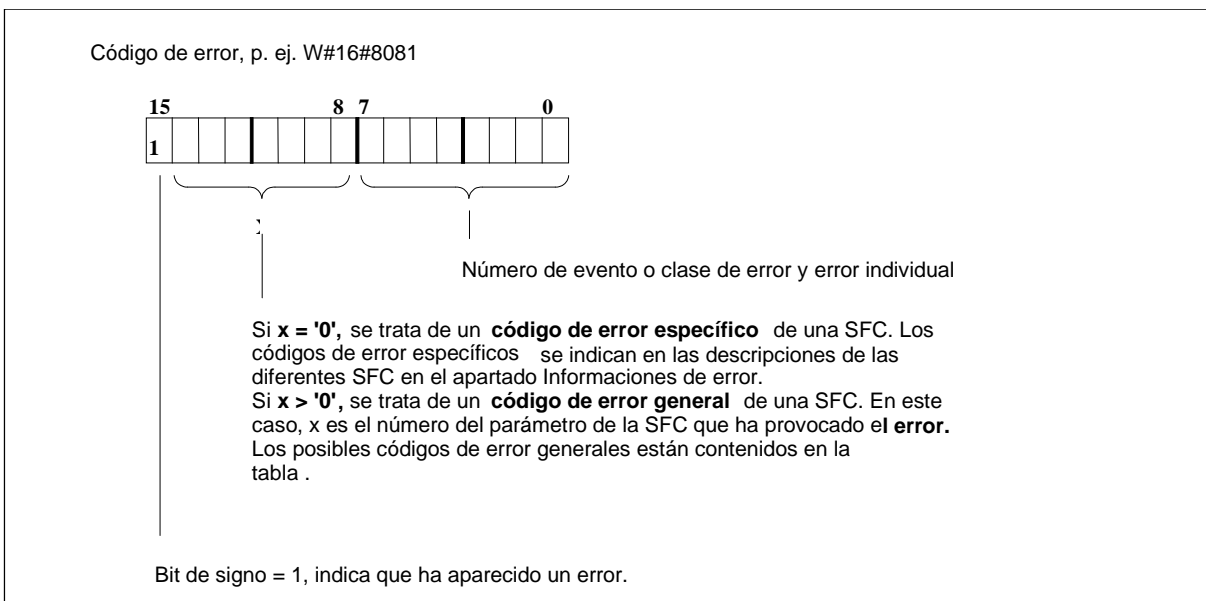 Código de error, p. ej. W#16#8081
15 8 7 0
1
Número de evento o clase de error y error individual
Si x = '0', se trata de un código de error específico de una SFC. Los
códigos de error específicos se indican en las descripciones de las
diferentes SFC en el apartado Informaciones de error.
Si x > '0', se trata de un código de error general de una SFC. En este
caso, x es el número del parámetro de la SFC que ha provocado el error.
Los posibles códigos de error generales están contenidos en la
tabla .
Bit de signo = 1, indica que ha aparecido un error.